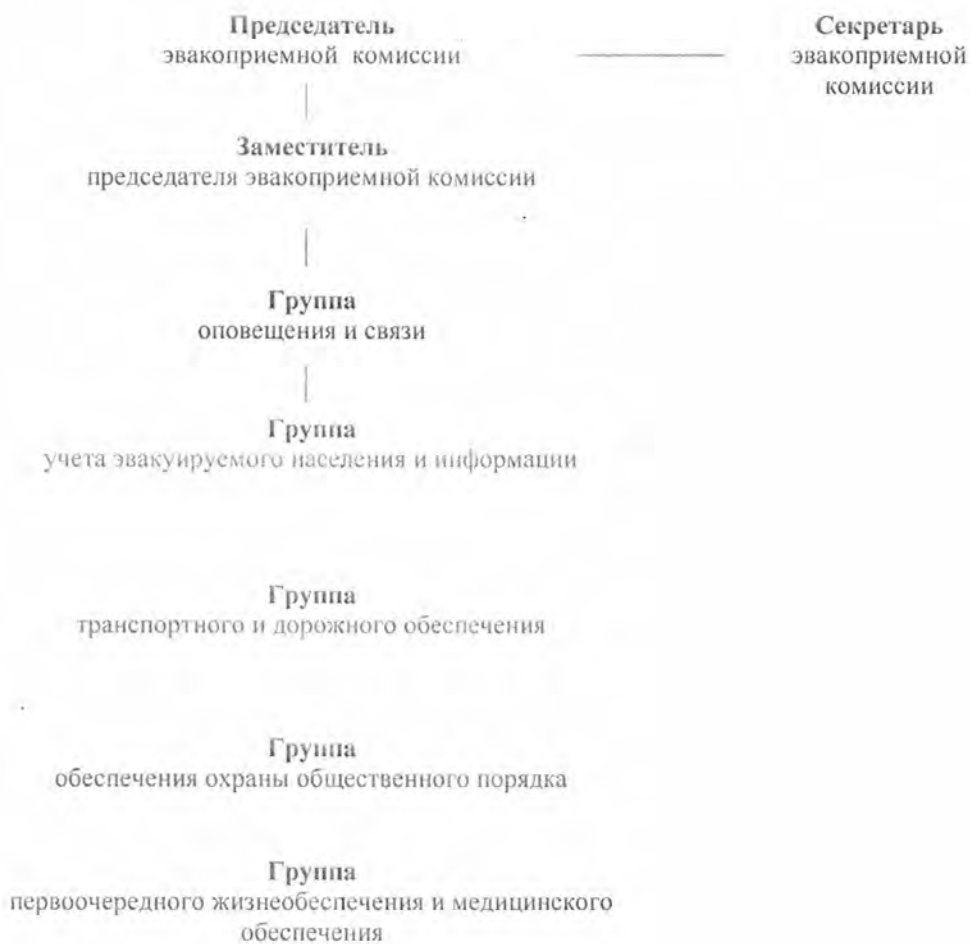 Председатель
эвакоприемной комиссии
Секретарь
эвакоприемной
комиссии
Заместитель
председателя эвакоприемной комиссии
Группа
оповещения и связи
Группа
учета эвакуируемого населения и информации
Группа
транспортного и дорожного обеспечения
Группа
обеспечения охраны общественного порядка
Группа
первоочередного жизнеобеспечения и медицинского
обеспечения